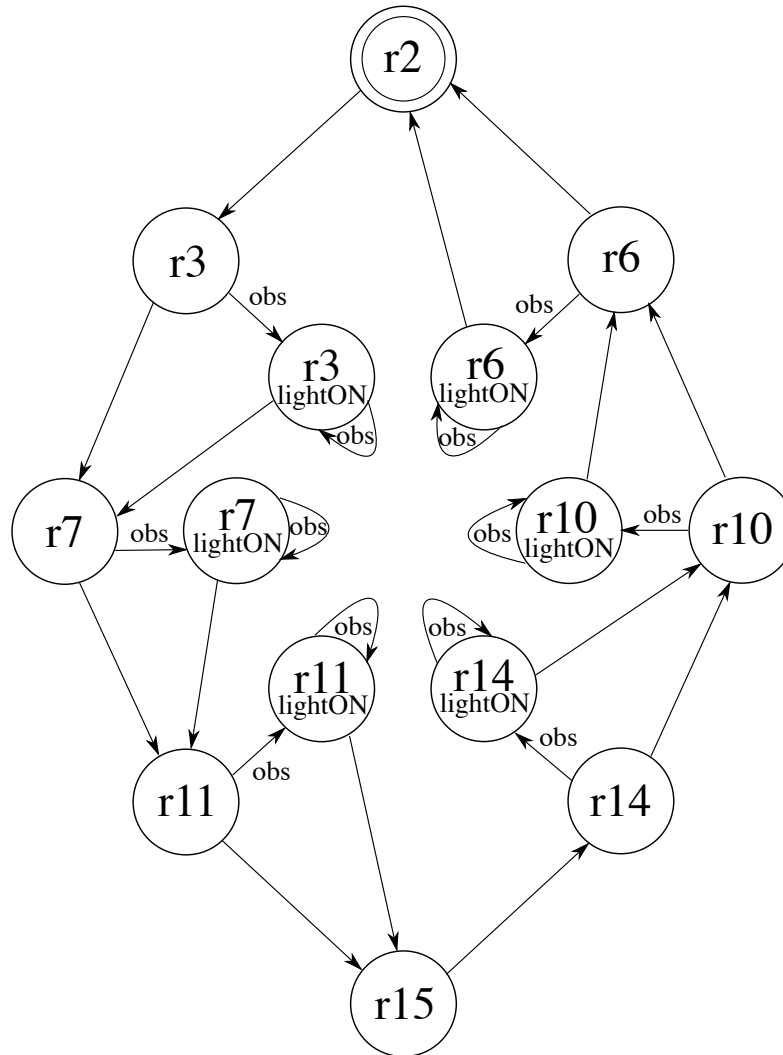 r2
r3
r6
obs
obs
r3
lightON
r6
lightON
obs
obs
r7
obs
r7
lightON
obs
obs
r10
lightON
obs
r10
obs
obs
r11
lightON
r14
lightON
obs
obs
r11
r14
r15